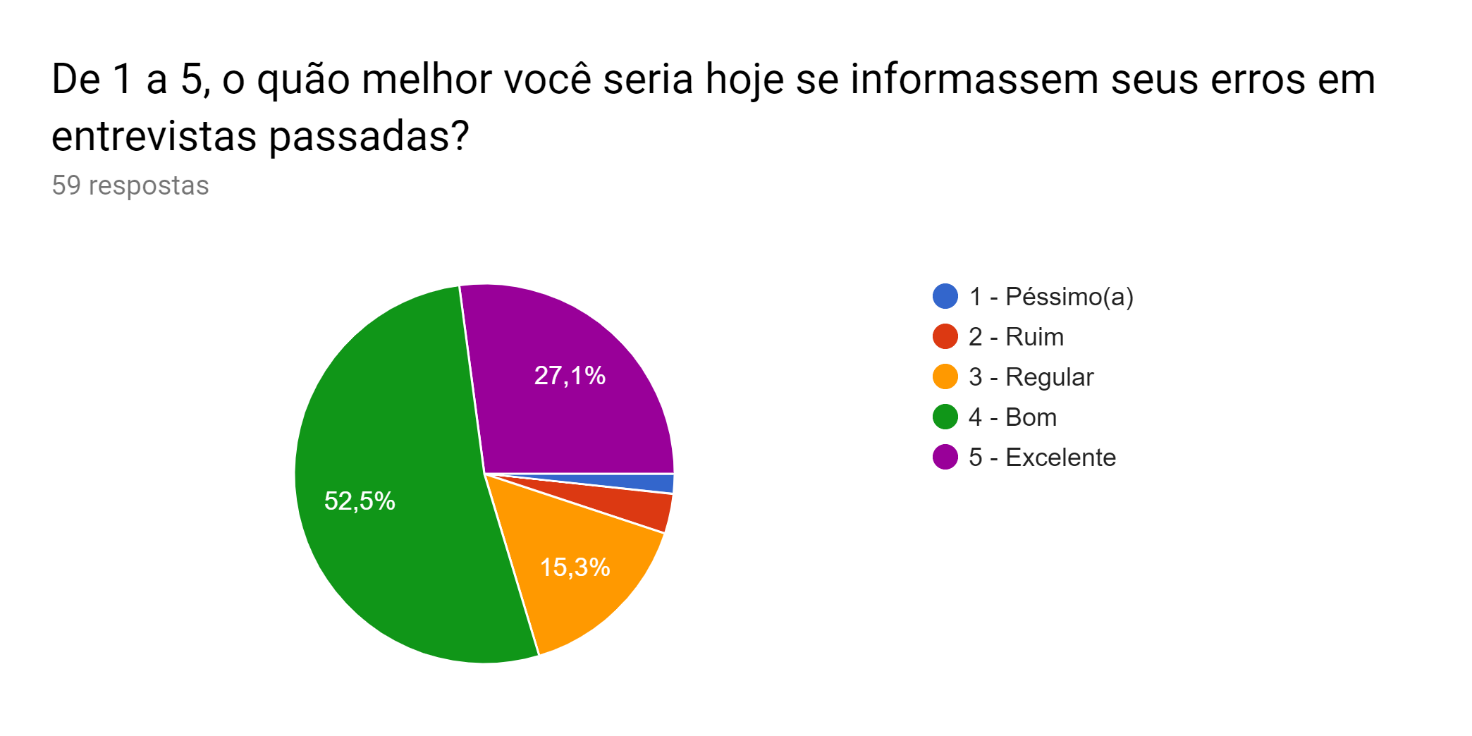 De 1 a 5, o quão melhor você seria hoje se informassem seus erros em
entrevistas passadas?
59 respostas
27,1%
52,5%
15,3%
1 - Péssimo(a)
2 - Ruim
3 - Regular
4 - Bom
5 - Excelente